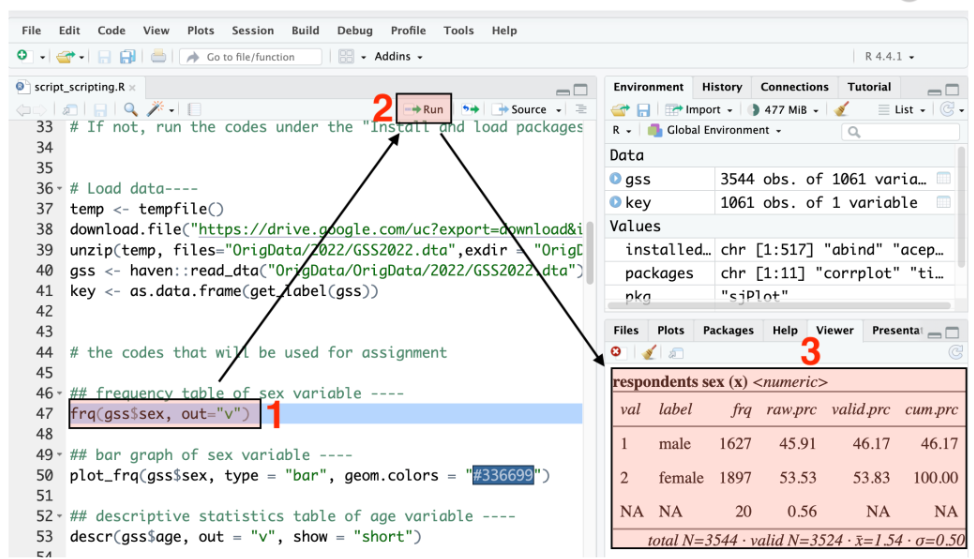 File Edit Code View Plots Session Build Debug Profile Tools Help
Go to file/function Addins R 4.4.1
script_scripting.R
2 Run Source
33 # If not, run the codes under the "Install and load packages
34
35
36 # Load data----
37 temp <- tempfile()
38 download.file("https://drive.google.com/uc?export=download&i
39 unzip(temp, files="OrigData/2022/GSS2022.dta",exdir = "OrigD
40 gss <- haven::read_dta("OrigData/OrigData/2022/GSS2022.dta")
41 key <- as.data.frame(get_label(gss))
42
43
44 # the codes that will be used for assignment
45
46 ## frequency table of sex variable ----
47 frq(gss$sex, out="v") 1
48
49 ## bar graph of sex variable ----
50 plot_frq(gss$sex, type = "bar", geom.colors = "#336699")
51
52 ## descriptive statistics table of age variable ----
53 descr(gss$age, out = "v", show = "short")
54
Environment History Connections Tutorial
Import 477 MiB List
R Global Environment
Data
gss 3544 obs. of 1061 varia…
key 1061 obs. of 1 variable
Values
installed… chr [1:517] "abind" "acep…
packages chr [1:11] "corrplot" "ti…
pkg "sjPlot"
Files Plots Packages Help Viewer Presenta
3
respondents sex (x) <numeric>
val label frq raw.prc valid.prc cum.prc
1 male 1627 45.91 46.17 46.17
2 female 1897 53.53 53.83 100.00
NA NA 20 0.56 NA NA
total N=3544 · valid N=3524 · x̄=1.54 · σ=0.50